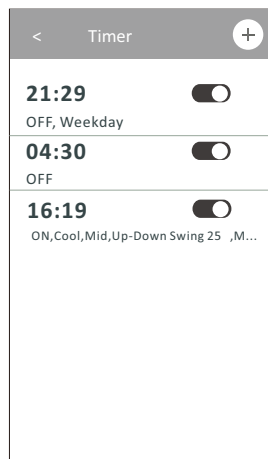 < Timer +
21:29
OFF, Weekday
04:30
OFF
16:19
ON,Cool,Mid,Up-Down Swing 25 ,M...